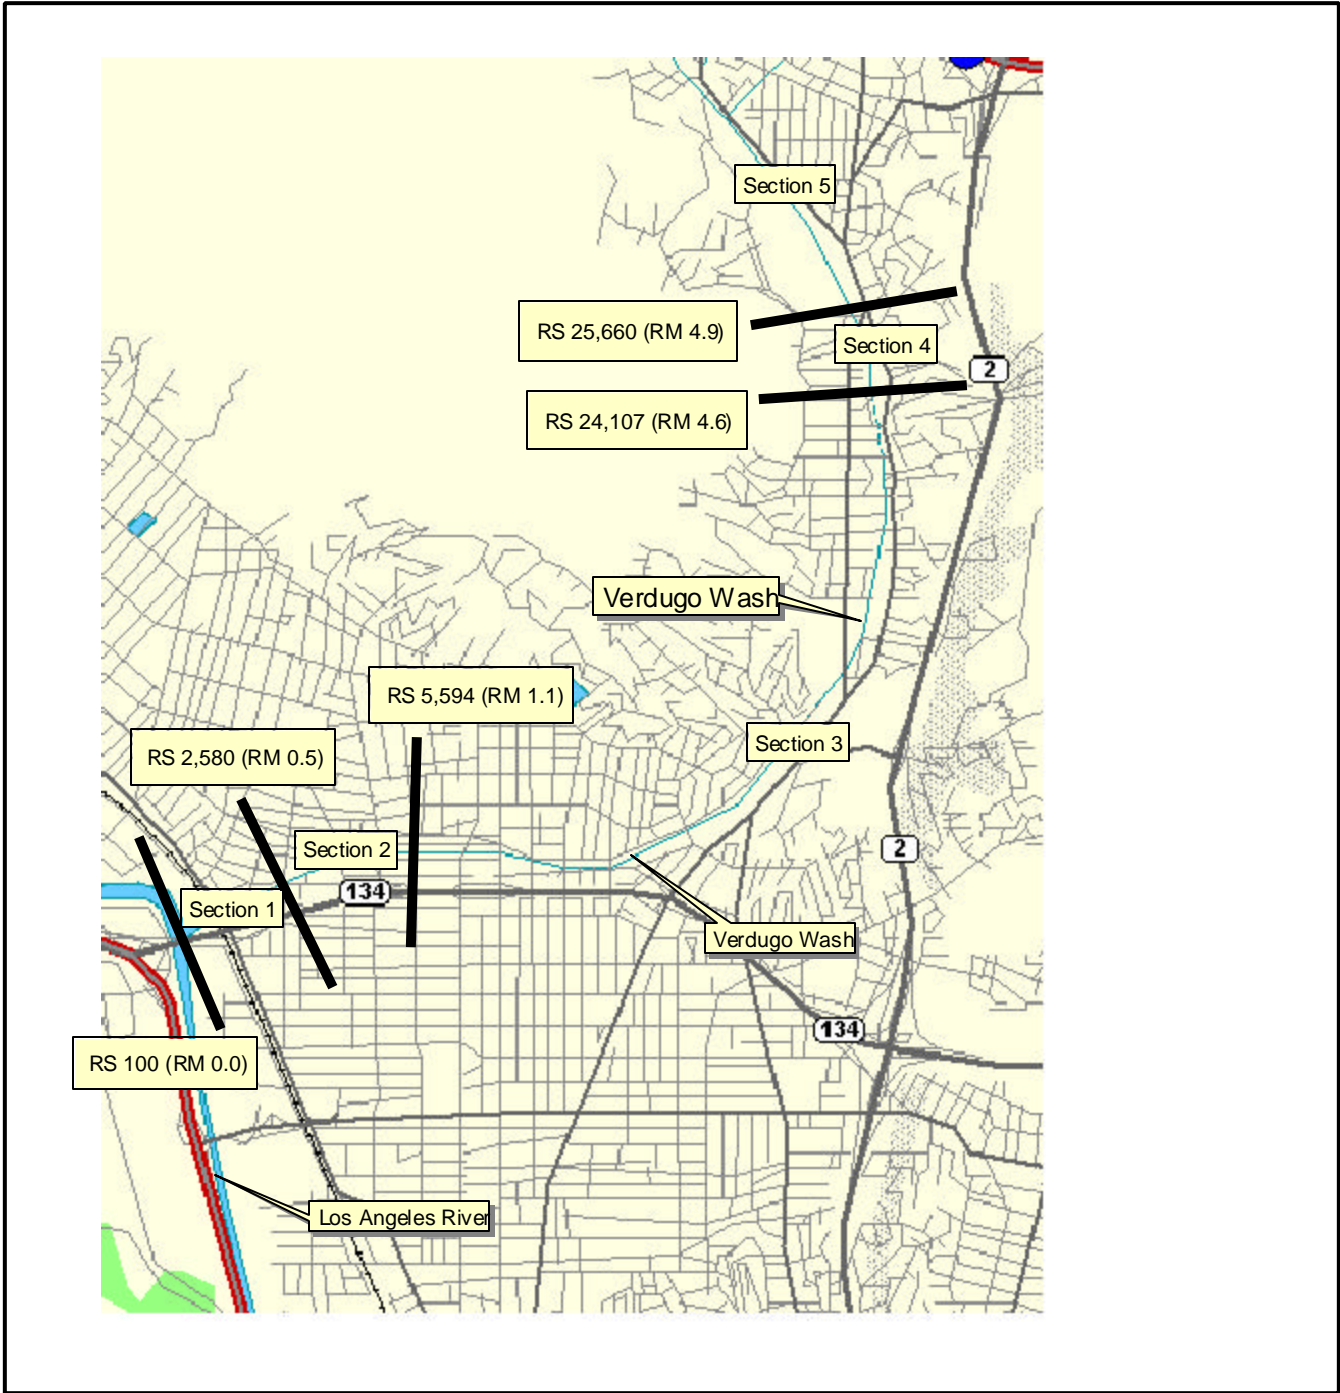 Section 5
RS 25,660 (RM 4.9)
Section 4
2
RS 24,107 (RM 4.6)
Verdugo Wash
RS 5,594 (RM 1.1)
RS 2,580 (RM 0.5)
Section 3
Section 2
2
134
Section 1
Verdugo Wash
134
RS 100 (RM 0.0)
Los Angeles River